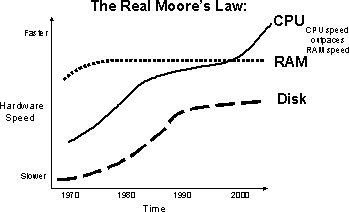 The Real Moore's Law:
CPU
Faster
CPU speed
outpaces
RAM speed
RAM
Disk
Hardware
Speed
Slower
1970 1980 1990 2000
Time